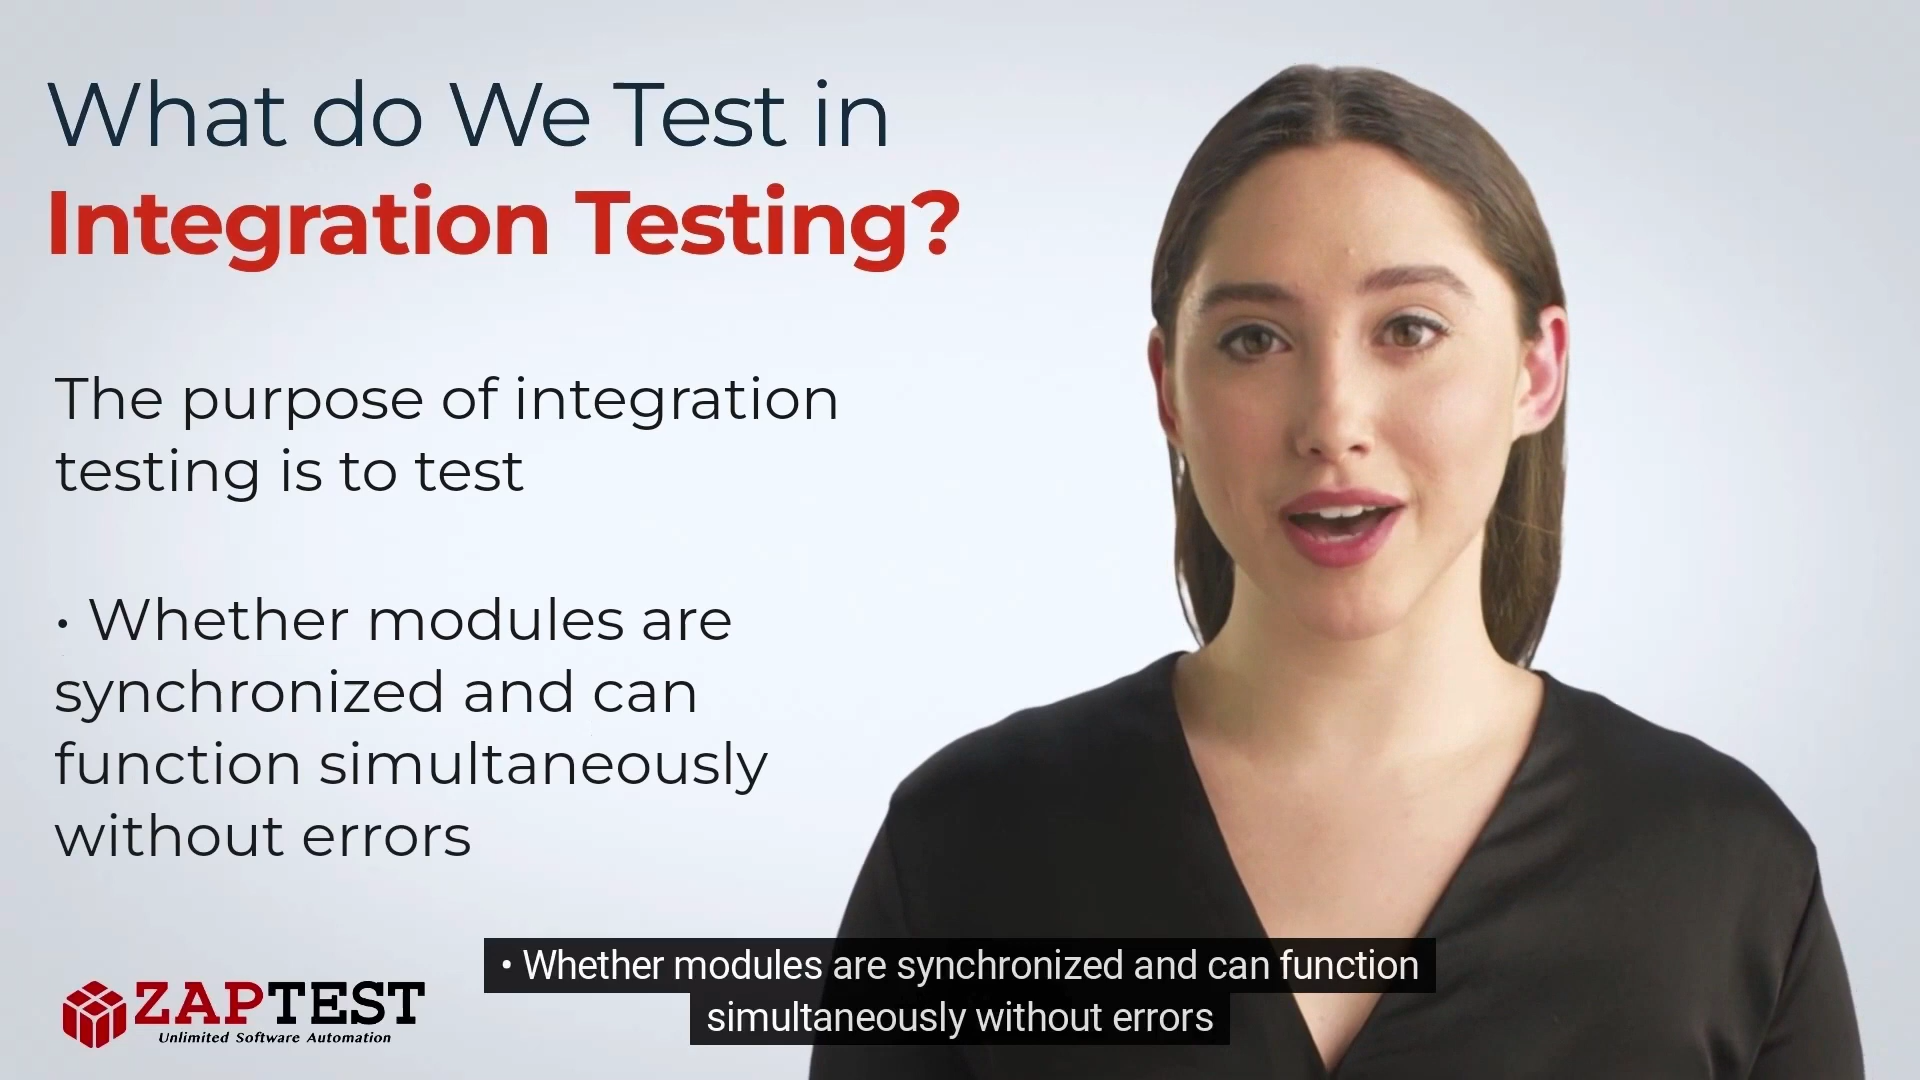 What do We Test in
Integration Testing?
The purpose of integration
testing is to test
• Whether modules are
synchronized and can
function simultaneously
without errors
ZAPTEST
Unlimited Software Automation
• Whether modules are synchronized and can function
simultaneously without errors